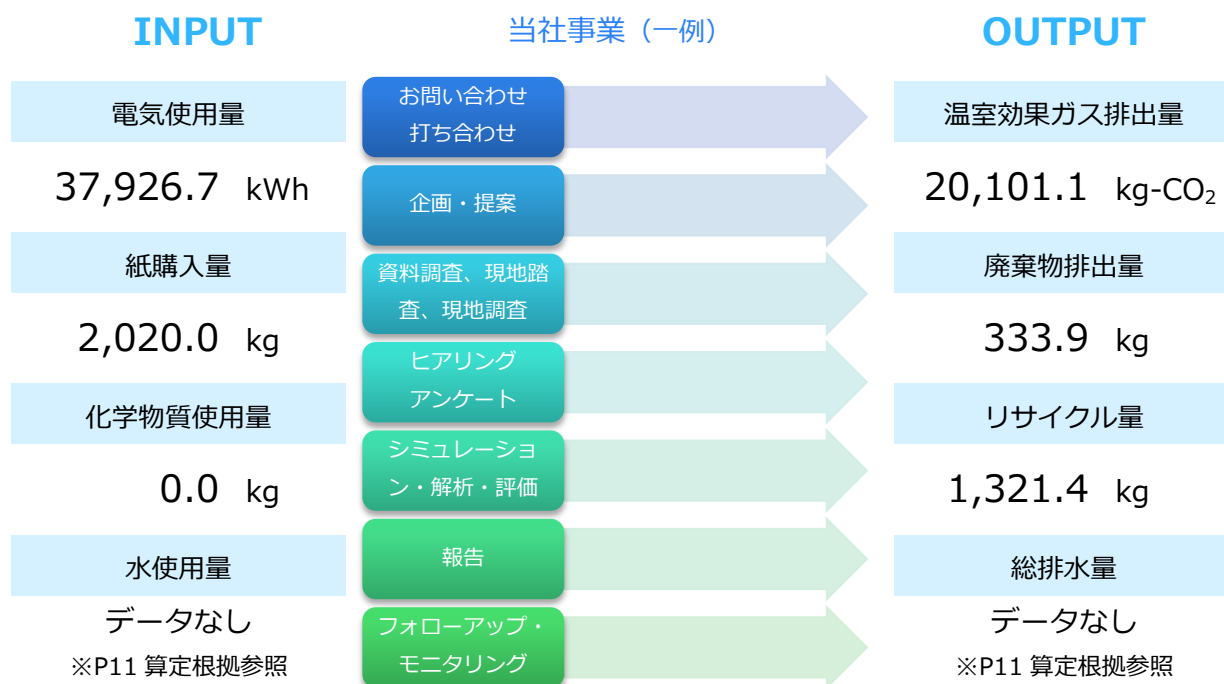 INPUT
電気使用量
37,926.7 kWh
紙購入量
2,020.0 kg
化学物質使用量
0.0 kg
水使用量
データなし
※P11 算定根拠参照
当社事業（一例）
お問い合わせ
打ち合わせ
企画・提案
資料調査、現地踏
査、現地調査
ヒアリング
アンケート
シミュレーショ
ン・解析・評価
報告
フォローアップ・
モニタリング
OUTPUT
温室効果ガス排出量
20,101.1 kg-CO₂
廃棄物排出量
333.9 kg
リサイクル量
1,321.4 kg
総排水量
データなし
※P11 算定根拠参照